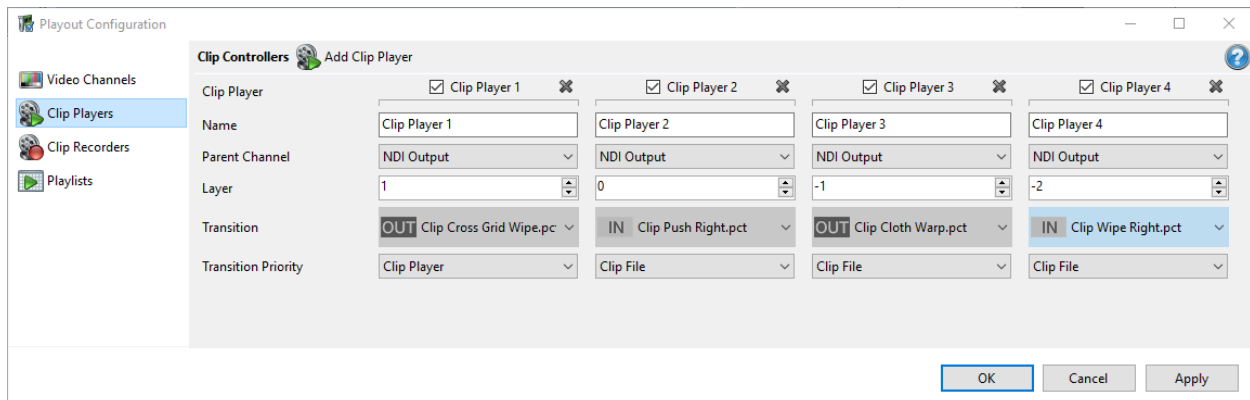 Playout Configuration
Video Channels
Clip Players
Clip Recorders
Playlists
Clip Controllers Add Clip Player ?
Clip Player Clip Player 1 Clip Player 2 Clip Player 3 Clip Player 4
Name Clip Player 1 Clip Player 2 Clip Player 3 Clip Player 4
Parent Channel NDI Output NDI Output NDI Output NDI Output
Layer 1 0 -1 -2
Transition OUT Clip Cross Grid Wipe.pc IN Clip Push Right.pct OUT Clip Cloth Warp.pct IN Clip Wipe Right.pct
Transition Priority Clip Player Clip File Clip File Clip File
OK Cancel Apply